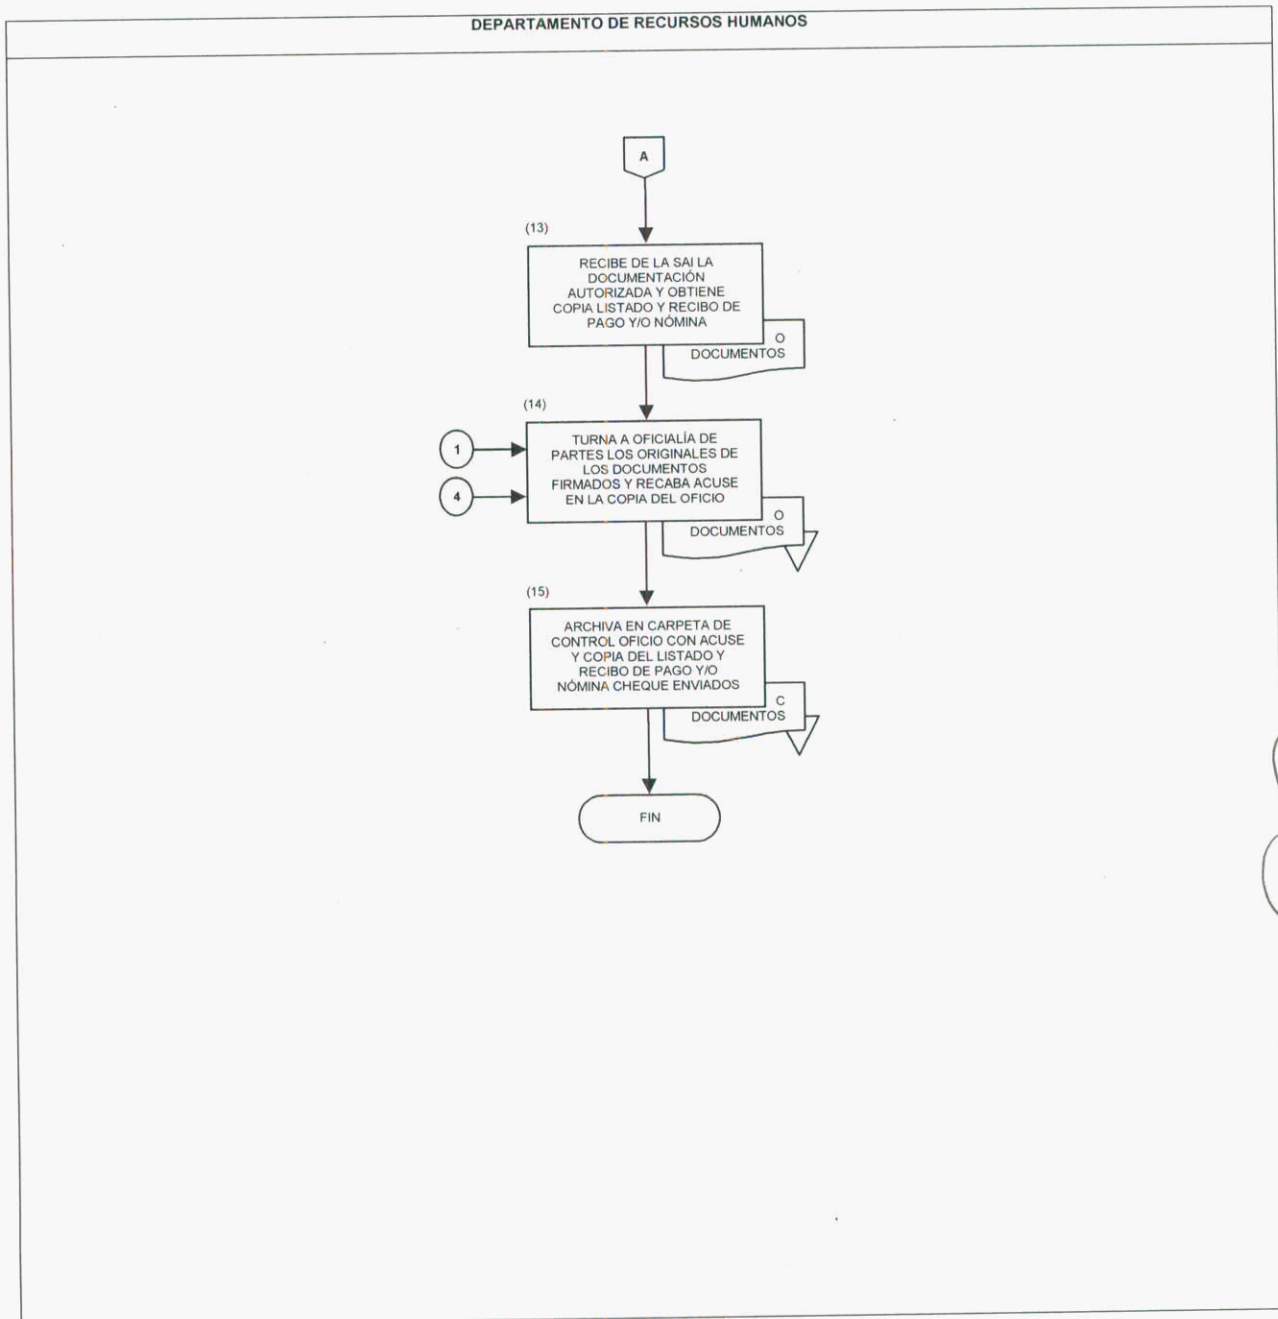 DEPARTAMENTO DE RECURSOS HUMANOS
A
(13)
RECIBE DE LA SAI LA
DOCUMENTACIÓN
AUTORIZADA Y OBTIENE
COPIA LISTADO Y RECIBO DE
PAGO Y/O NÓMINA
O
DOCUMENTOS
(14)
1
4
TURNA A OFICIALÍA DE
PARTES LOS ORIGINALES DE
LOS DOCUMENTOS
FIRMADOS Y RECABA ACUSE
EN LA COPIA DEL OFICIO
O
DOCUMENTOS
(15)
ARCHIVA EN CARPETA DE
CONTROL OFICIO CON ACUSE
Y COPIA DEL LISTADO Y
RECIBO DE PAGO Y/O
NÓMINA CHEQUE ENVIADOS
C
DOCUMENTOS
FIN